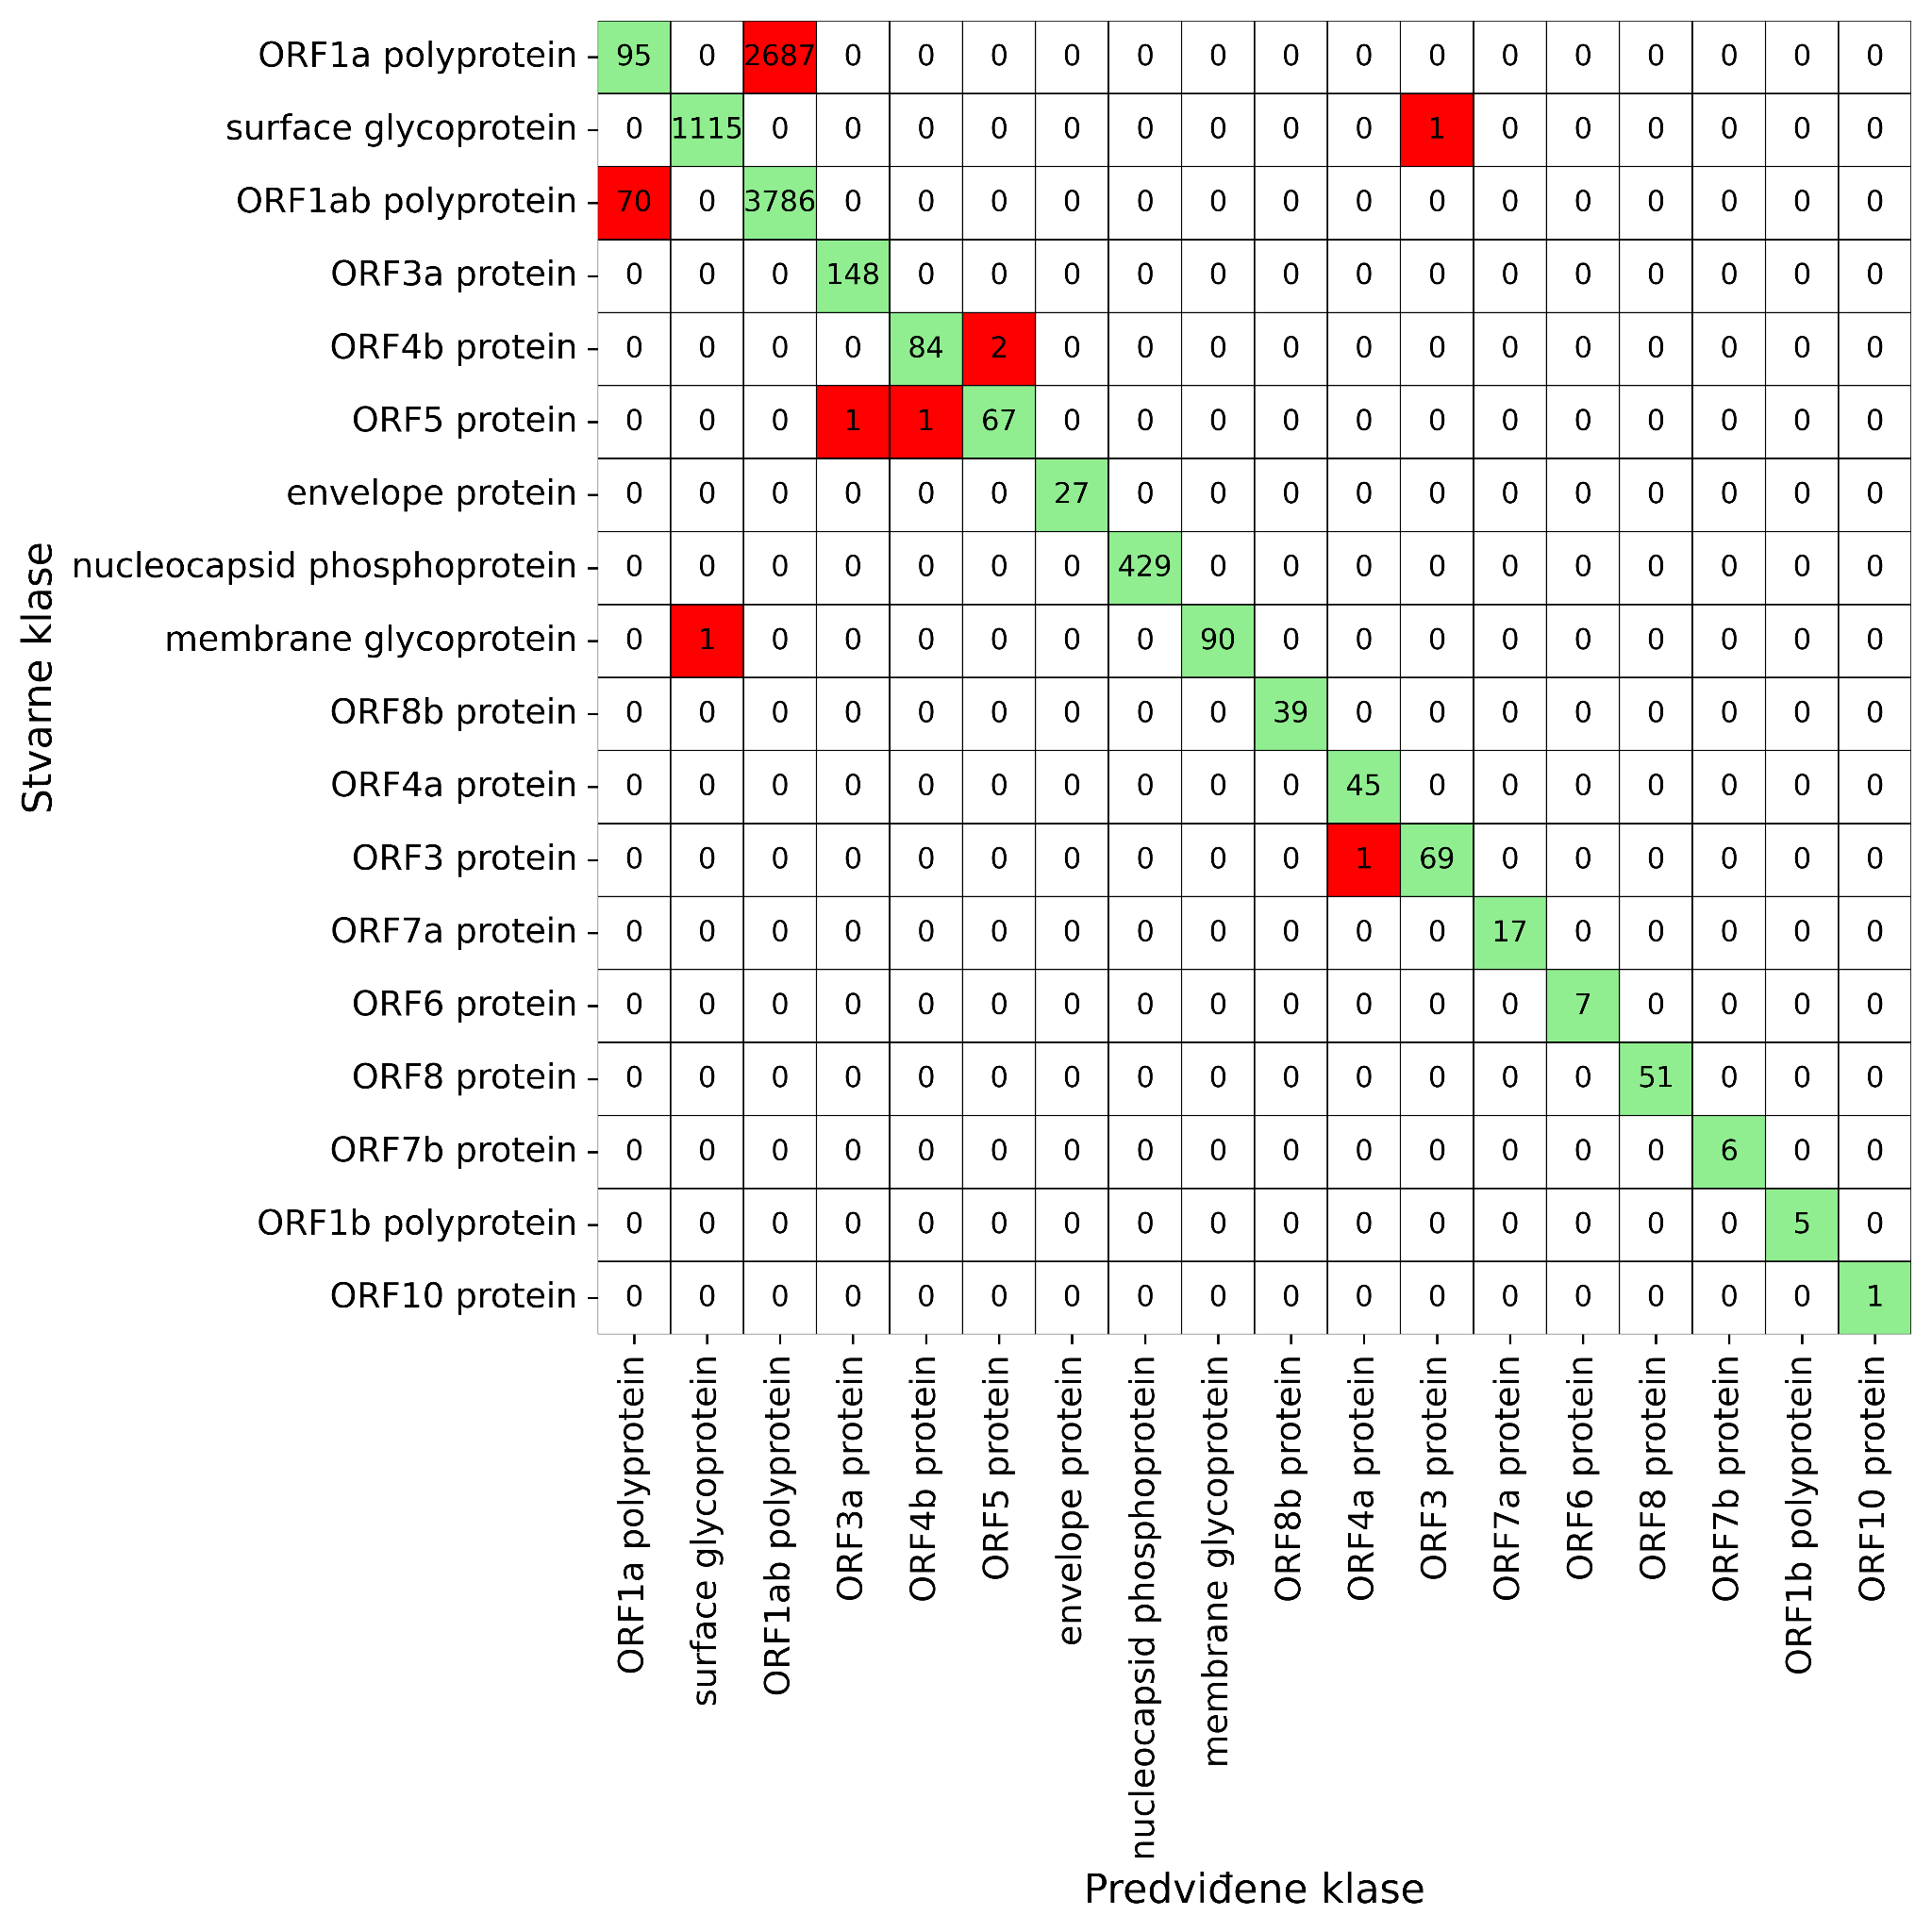 Stvarne klase
ORF1a polyprotein 95 0 2687 0 0 0 0 0 0 0 0 0 0 0 0 0 0 0
surface glycoprotein 0 1115 0 0 0 0 0 0 0 0 0 1 0 0 0 0 0 0
ORF1ab polyprotein 70 0 3786 0 0 0 0 0 0 0 0 0 0 0 0 0 0 0
ORF3a protein 0 0 0 148 0 0 0 0 0 0 0 0 0 0 0 0 0 0
ORF4b protein 0 0 0 0 84 2 0 0 0 0 0 0 0 0 0 0 0 0
ORF5 protein 0 0 0 1 1 67 0 0 0 0 0 0 0 0 0 0 0 0
envelope protein 0 0 0 0 0 0 27 0 0 0 0 0 0 0 0 0 0 0
nucleocapsid phosphoprotein 0 0 0 0 0 0 0 429 0 0 0 0 0 0 0 0 0 0
membrane glycoprotein 0 1 0 0 0 0 0 0 90 0 0 0 0 0 0 0 0 0
ORF8b protein 0 0 0 0 0 0 0 0 0 39 0 0 0 0 0 0 0 0
ORF4a protein 0 0 0 0 0 0 0 0 0 0 45 0 0 0 0 0 0 0
ORF3 protein 0 0 0 0 0 0 0 0 0 0 1 69 0 0 0 0 0 0
ORF7a protein 0 0 0 0 0 0 0 0 0 0 0 0 17 0 0 0 0 0
ORF6 protein 0 0 0 0 0 0 0 0 0 0 0 0 0 7 0 0 0 0
ORF8 protein 0 0 0 0 0 0 0 0 0 0 0 0 0 0 51 0 0 0
ORF7b protein 0 0 0 0 0 0 0 0 0 0 0 0 0 0 0 6 0 0
ORF1b polyprotein 0 0 0 0 0 0 0 0 0 0 0 0 0 0 0 0 5 0
ORF10 protein 0 0 0 0 0 0 0 0 0 0 0 0 0 0 0 0 0 1
ORF1a polyprotein
surface glycoprotein
ORF1ab polyprotein
ORF3a protein
ORF4b protein
ORF5 protein
envelope protein
nucleocapsid phosphoprotein
membrane glycoprotein
ORF8b protein
ORF4a protein
ORF3 protein
ORF7a protein
ORF6 protein
ORF8 protein
ORF7b protein
ORF1b polyprotein
ORF10 protein
Predviđene klase